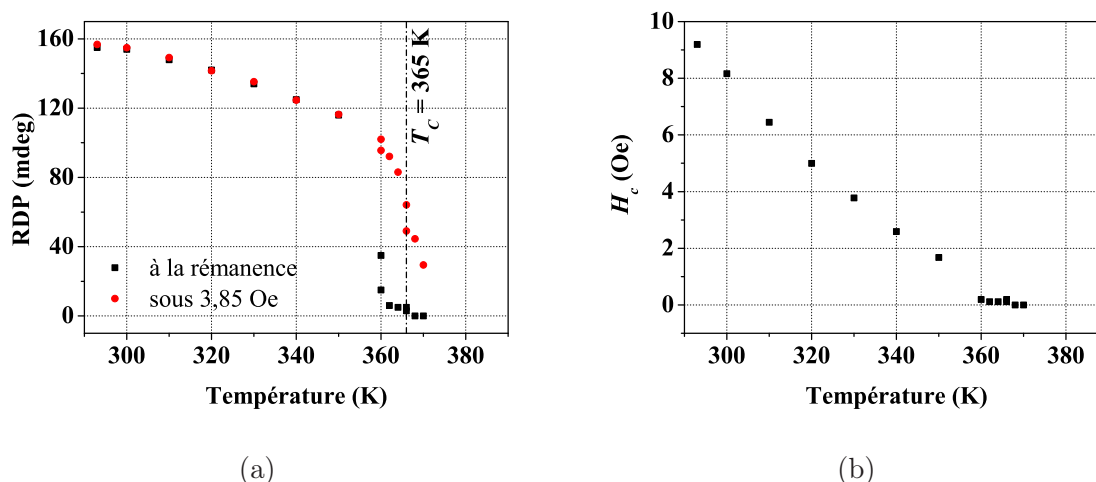 160
120
80
40
0
RDP (mdeg)
T_C = 365 K
à la rémanence
sous 3,85 Oe
300 320 340 360 380
Température (K)
(a)
10
8
6
4
2
0
H_c (Oe)
300 320 340 360 380
Température (K)
(b)